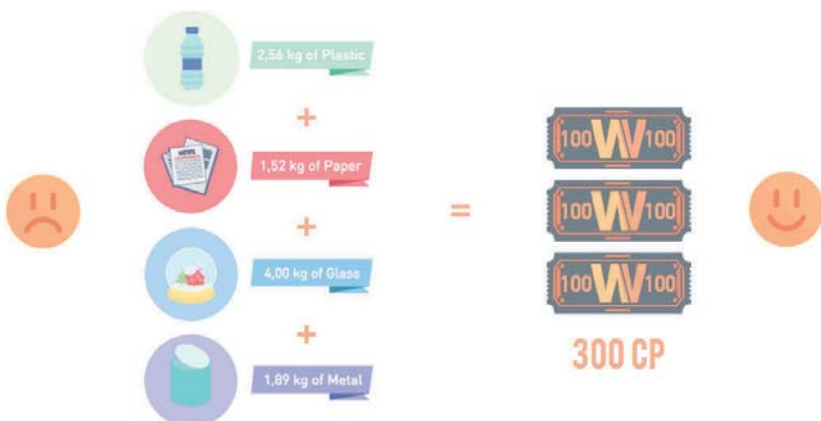 2,56 kg of Plastic
+
NEWS
1,52 kg of Paper
+
4,00 kg of Glass
+
1,89 kg of Metal
=
100 W 100
100 W 100
100 W 100
300 CP